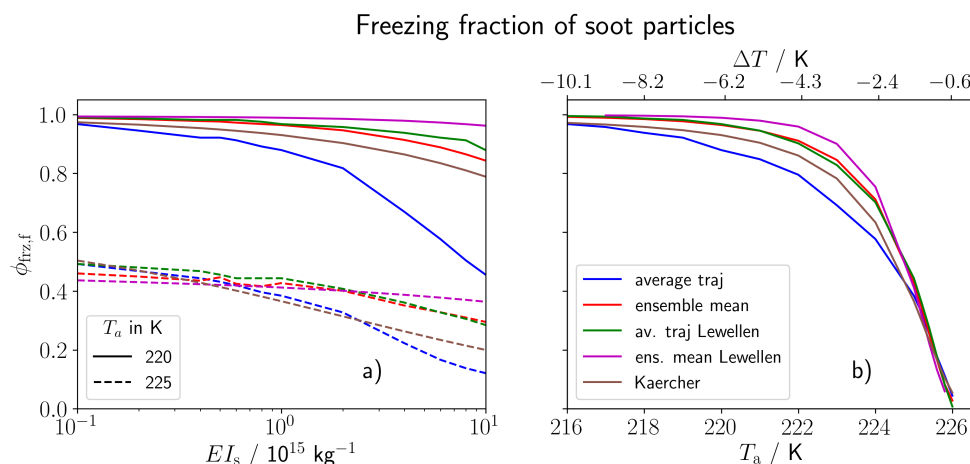 Freezing fraction of soot particles
ΔT / K
−10.1 −8.2 −6.2 −4.3 −2.4 −0.6
1.0
0.8
0.6
0.4
0.2
0.0
ϕfrz,f
Ta in K
220
225
a)
10⁻¹ 10⁰ 10¹
EIs / 10¹⁵ kg⁻¹
average traj
ensemble mean
av. traj Lewellen
ens. mean Lewellen
Kaercher
b)
216 218 220 222 224 226
Ta / K